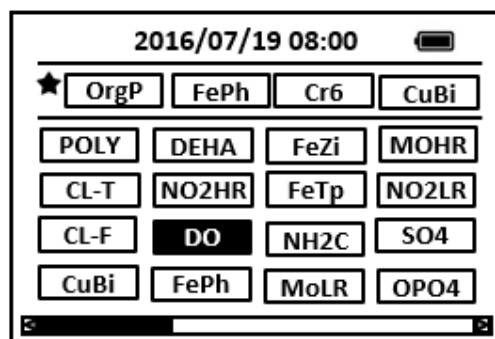 2016/07/19 08:00
OrgP FePh Cr6 CuBi
POLY DEHA FeZi MOHR
CL-T NO2HR FeTp NO2LR
CL-F DO NH2C SO4
CuBi FePh MoLR OPO4